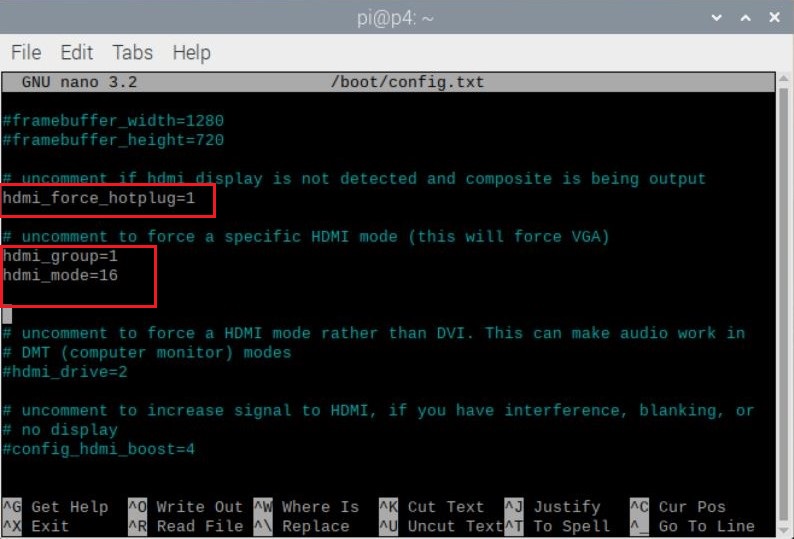 pi@p4: ~
File Edit Tabs Help
GNU nano 3.2 /boot/config.txt
#framebuffer_width=1280
#framebuffer_height=720
# uncomment if hdmi display is not detected and composite is being output
hdmi_force_hotplug=1
# uncomment to force a specific HDMI mode (this will force VGA)
hdmi_group=1
hdmi_mode=16
# uncomment to force a HDMI mode rather than DVI. This can make audio work in
# DMT (computer monitor) modes
#hdmi_drive=2
# uncomment to increase signal to HDMI, if you have interference, blanking, or
# no display
#config_hdmi_boost=4
^G Get Help ^O Write Out ^W Where Is ^K Cut Text ^J Justify ^C Cur Pos
^X Exit ^R Read File ^\ Replace ^U Uncut Text ^T To Spell ^_ Go To Line